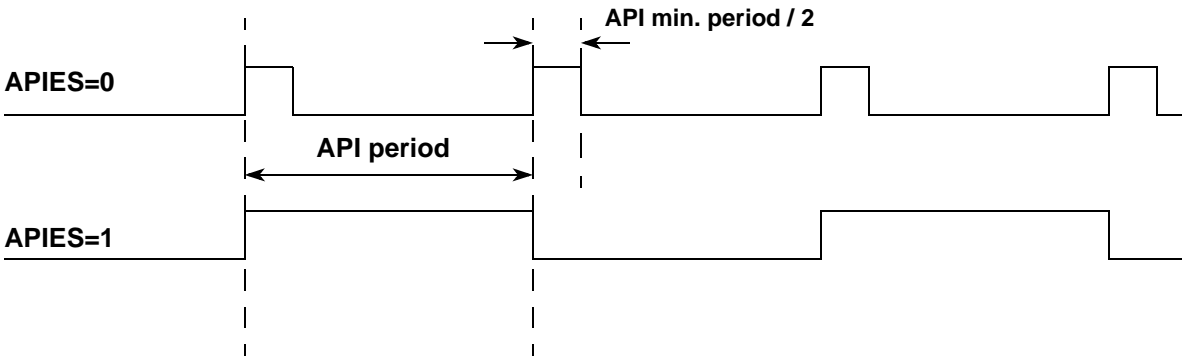 API min. period / 2
APIES=0
API period
APIES=1